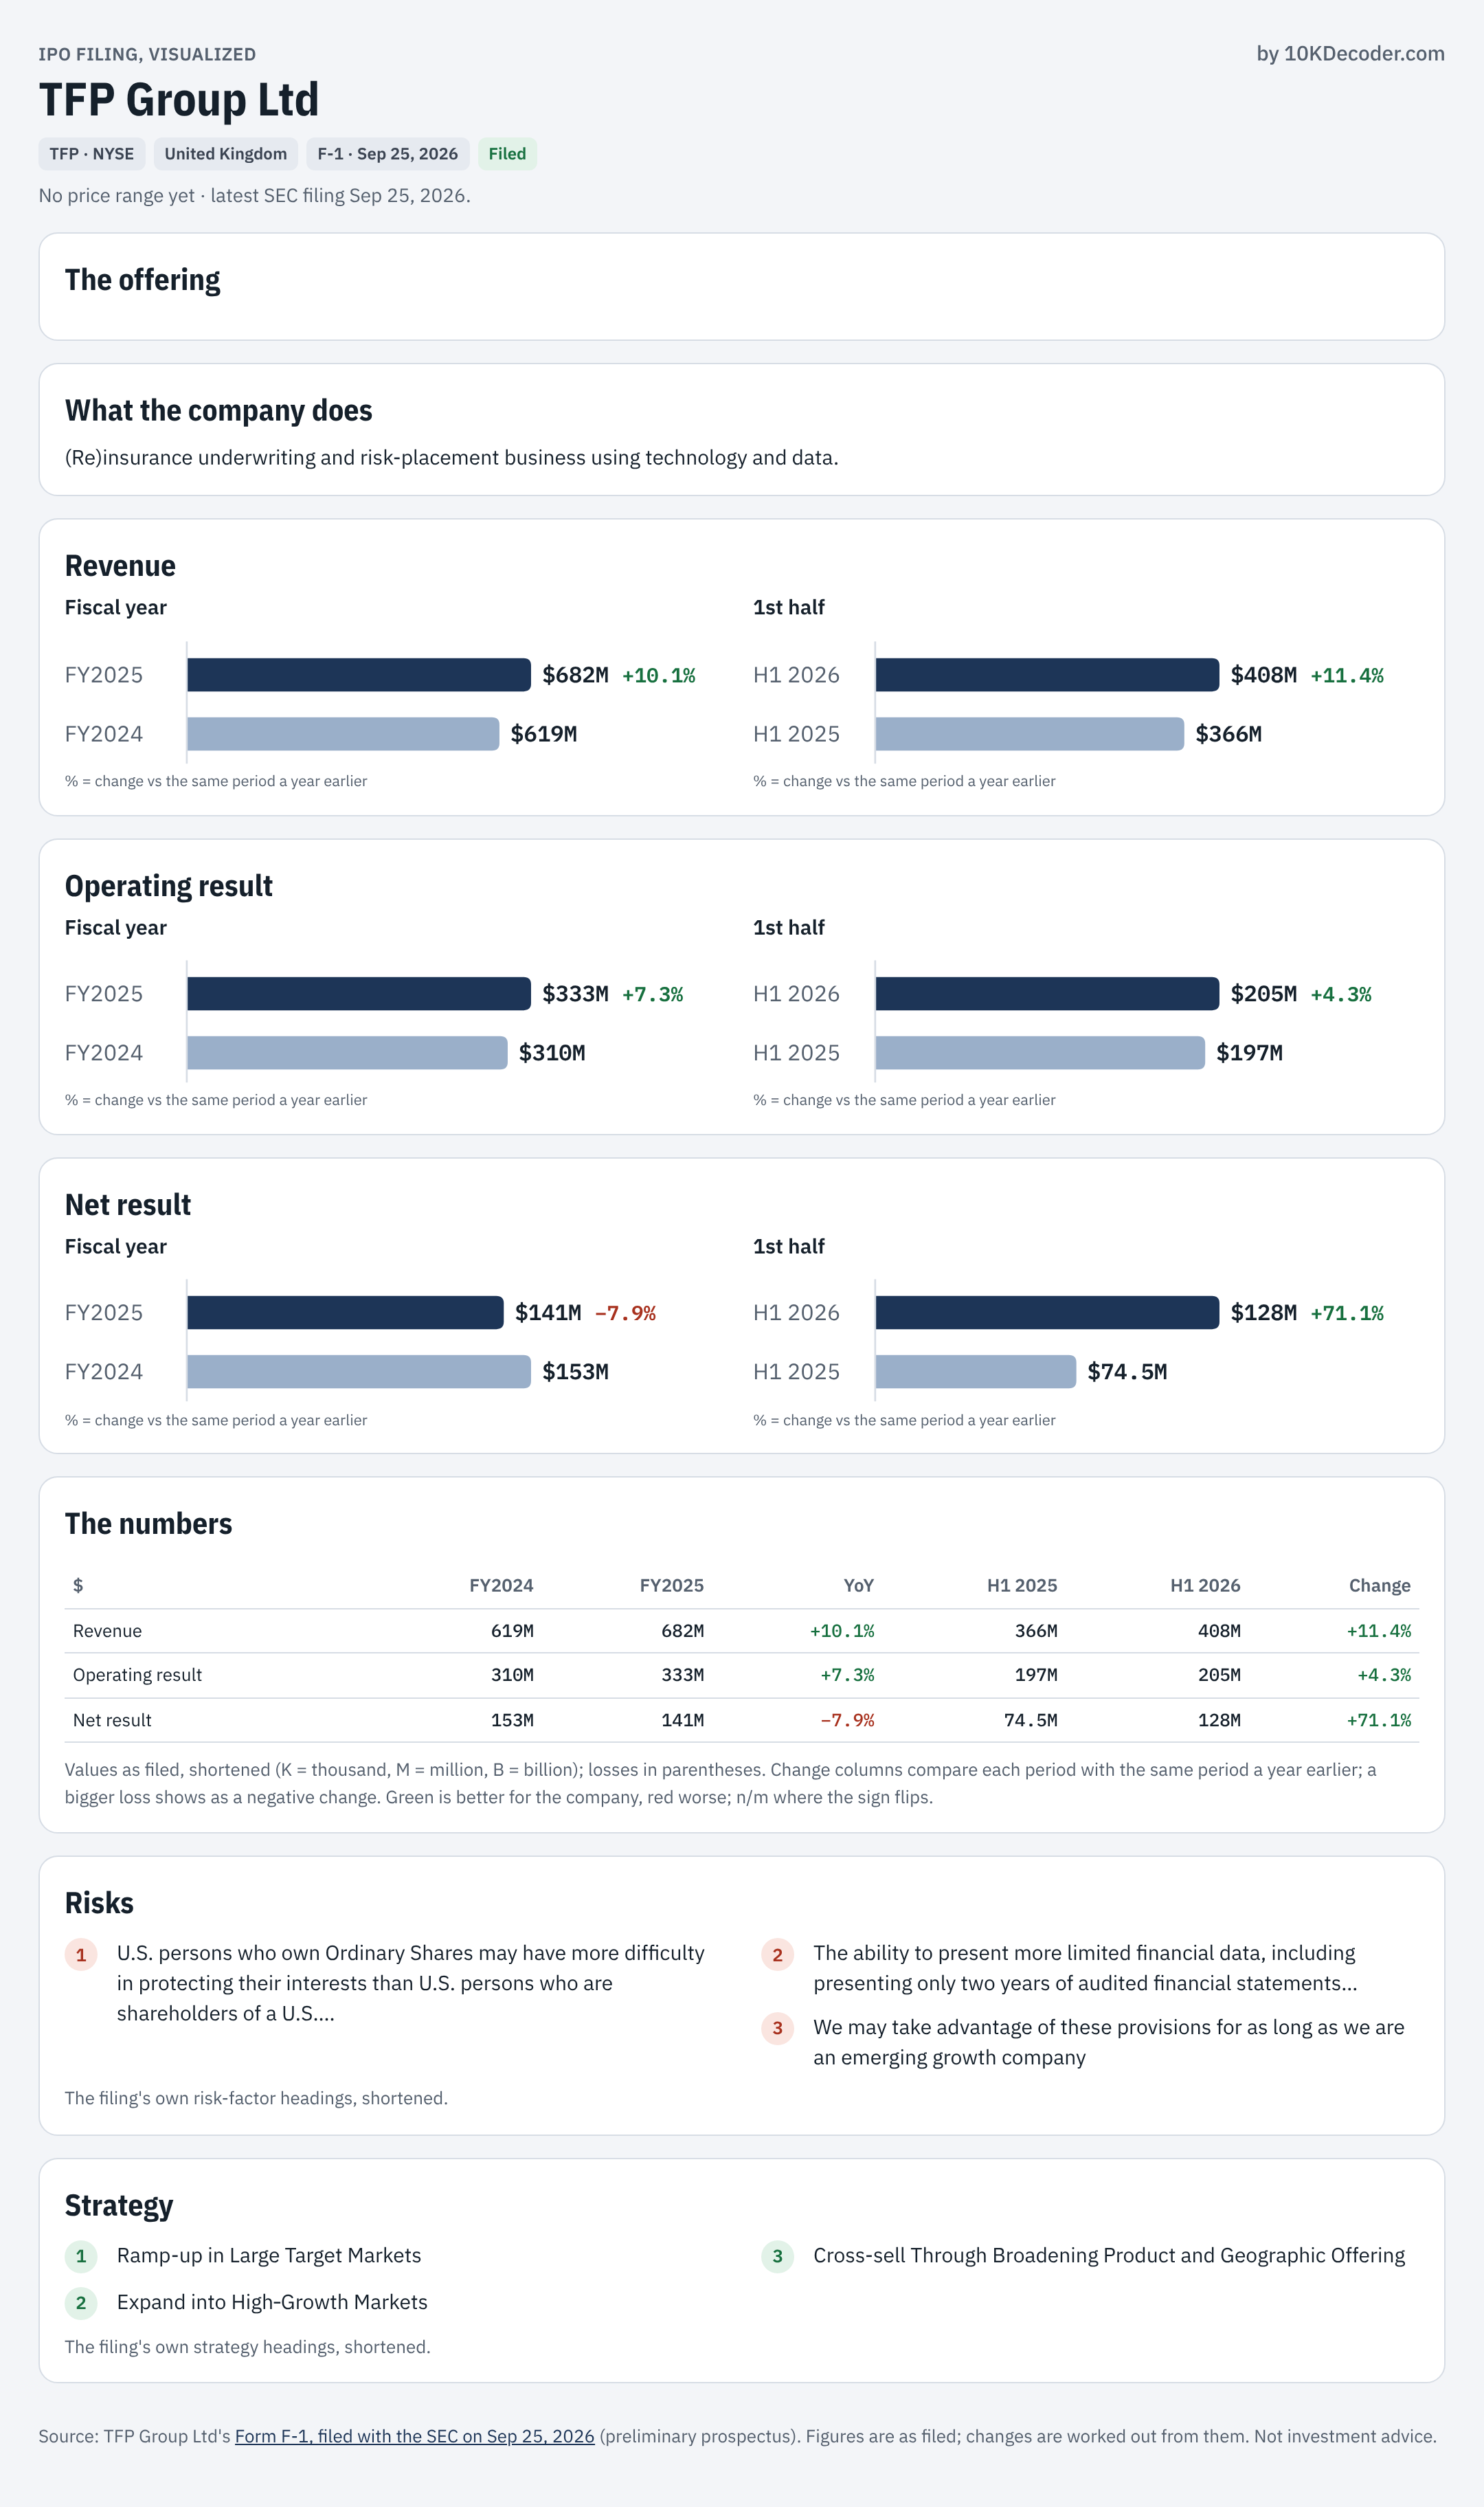 IPO FILING, VISUALIZED
by 10KDecoder.com
TFP Group Ltd
TFP · NYSE
United Kingdom
F-1 · Sep 25, 2026
Filed
No price range yet · latest SEC filing Sep 25, 2026.
The offering
What the company does
(Re)insurance underwriting and risk-placement business using technology and data.
Revenue
Fiscal year
FY2025 $682M +10.1%
FY2024 $619M
% = change vs the same period a year earlier
1st half
H1 2026 $408M +11.4%
H1 2025 $366M
% = change vs the same period a year earlier
Operating result
Fiscal year
FY2025 $333M +7.3%
FY2024 $310M
% = change vs the same period a year earlier
1st half
H1 2026 $205M +4.3%
H1 2025 $197M
% = change vs the same period a year earlier
Net result
Fiscal year
FY2025 $141M −7.9%
FY2024 $153M
% = change vs the same period a year earlier
1st half
H1 2026 $128M +71.1%
H1 2025 $74.5M
% = change vs the same period a year earlier
The numbers
$ FY2024 FY2025 YoY H1 2025 H1 2026 Change
Revenue 619M 682M +10.1% 366M 408M +11.4%
Operating result 310M 333M +7.3% 197M 205M +4.3%
Net result 153M 141M −7.9% 74.5M 128M +71.1%
Values as filed, shortened (K = thousand, M = million, B = billion); losses in parentheses. Change columns compare each period with the same period a year earlier; a
bigger loss shows as a negative change. Green is better for the company, red worse; n/m where the sign flips.
Risks
1 U.S. persons who own Ordinary Shares may have more difficulty
in protecting their interests than U.S. persons who are
shareholders of a U.S....
2 The ability to present more limited financial data, including
presenting only two years of audited financial statements...
3 We may take advantage of these provisions for as long as we are
an emerging growth company
The filing's own risk-factor headings, shortened.
Strategy
1 Ramp-up in Large Target Markets
2 Expand into High-Growth Markets
3 Cross-sell Through Broadening Product and Geographic Offering
The filing's own strategy headings, shortened.
Source: TFP Group Ltd's Form F-1, filed with the SEC on Sep 25, 2026 (preliminary prospectus). Figures are as filed; changes are worked out from them. Not investment advice.